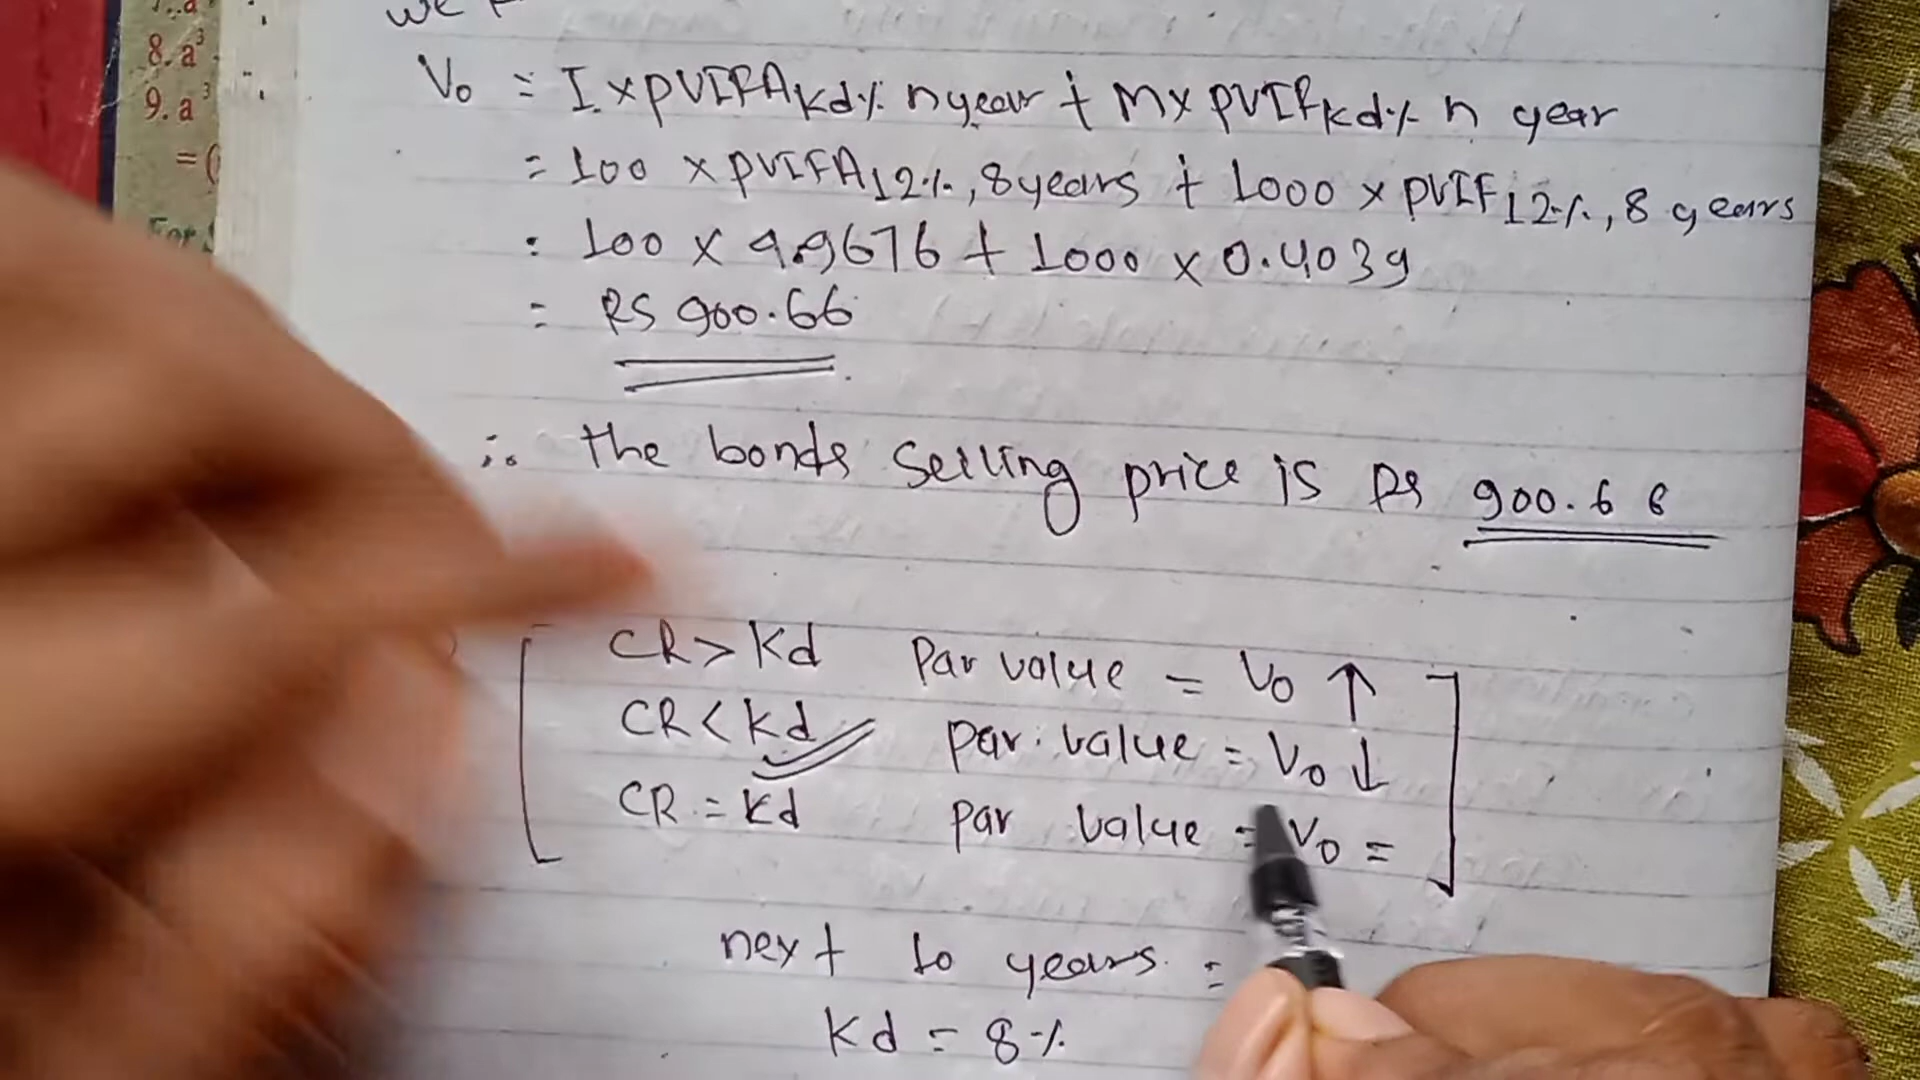 we
8. a³
9. a³
= (
For
V₀ = I × PVIFA kd% n year + M × PVIF kd% n year
= 100 × PVIFA 12%, 8 years + 1000 × PVIF 12%, 8 years
= 100 × 4.9676 + 1000 × 0.4039
= RS 900.66
∴ the bonds selling price is Rs 900.66
CR > kd par value = V₀ ↑
CR < kd par value = V₀ ↓
CR = kd par value = V₀ =
next 10 years =
kd = 8%